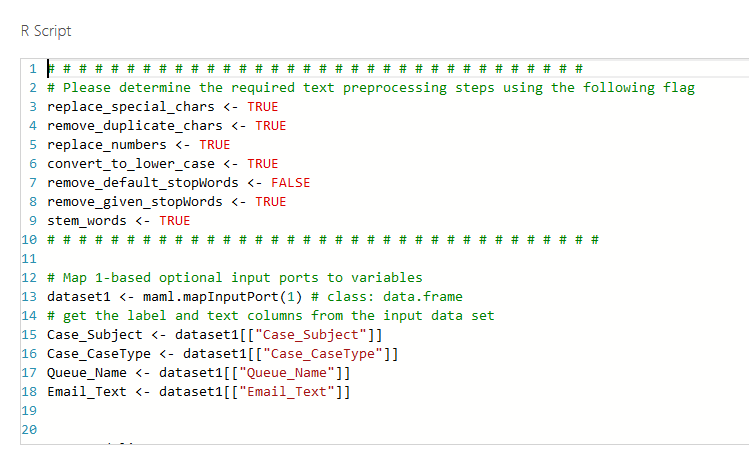 R Script
1 # # # # # # # # # # # # # # # # # # # # # # # # # # # # # # # # # #
2 # Please determine the required text preprocessing steps using the following flag
3 replace_special_chars <- TRUE
4 remove_duplicate_chars <- TRUE
5 replace_numbers <- TRUE
6 convert_to_lower_case <- TRUE
7 remove_default_stopWords <- FALSE
8 remove_given_stopWords <- TRUE
9 stem_words <- TRUE
10 # # # # # # # # # # # # # # # # # # # # # # # # # # # # # # # # # # #
11
12 # Map 1-based optional input ports to variables
13 dataset1 <- maml.mapInputPort(1) # class: data.frame
14 # get the label and text columns from the input data set
15 Case_Subject <- dataset1[["Case_Subject"]]
16 Case_CaseType <- dataset1[["Case_CaseType"]]
17 Queue_Name <- dataset1[["Queue_Name"]]
18 Email_Text <- dataset1[["Email_Text"]]
19
20